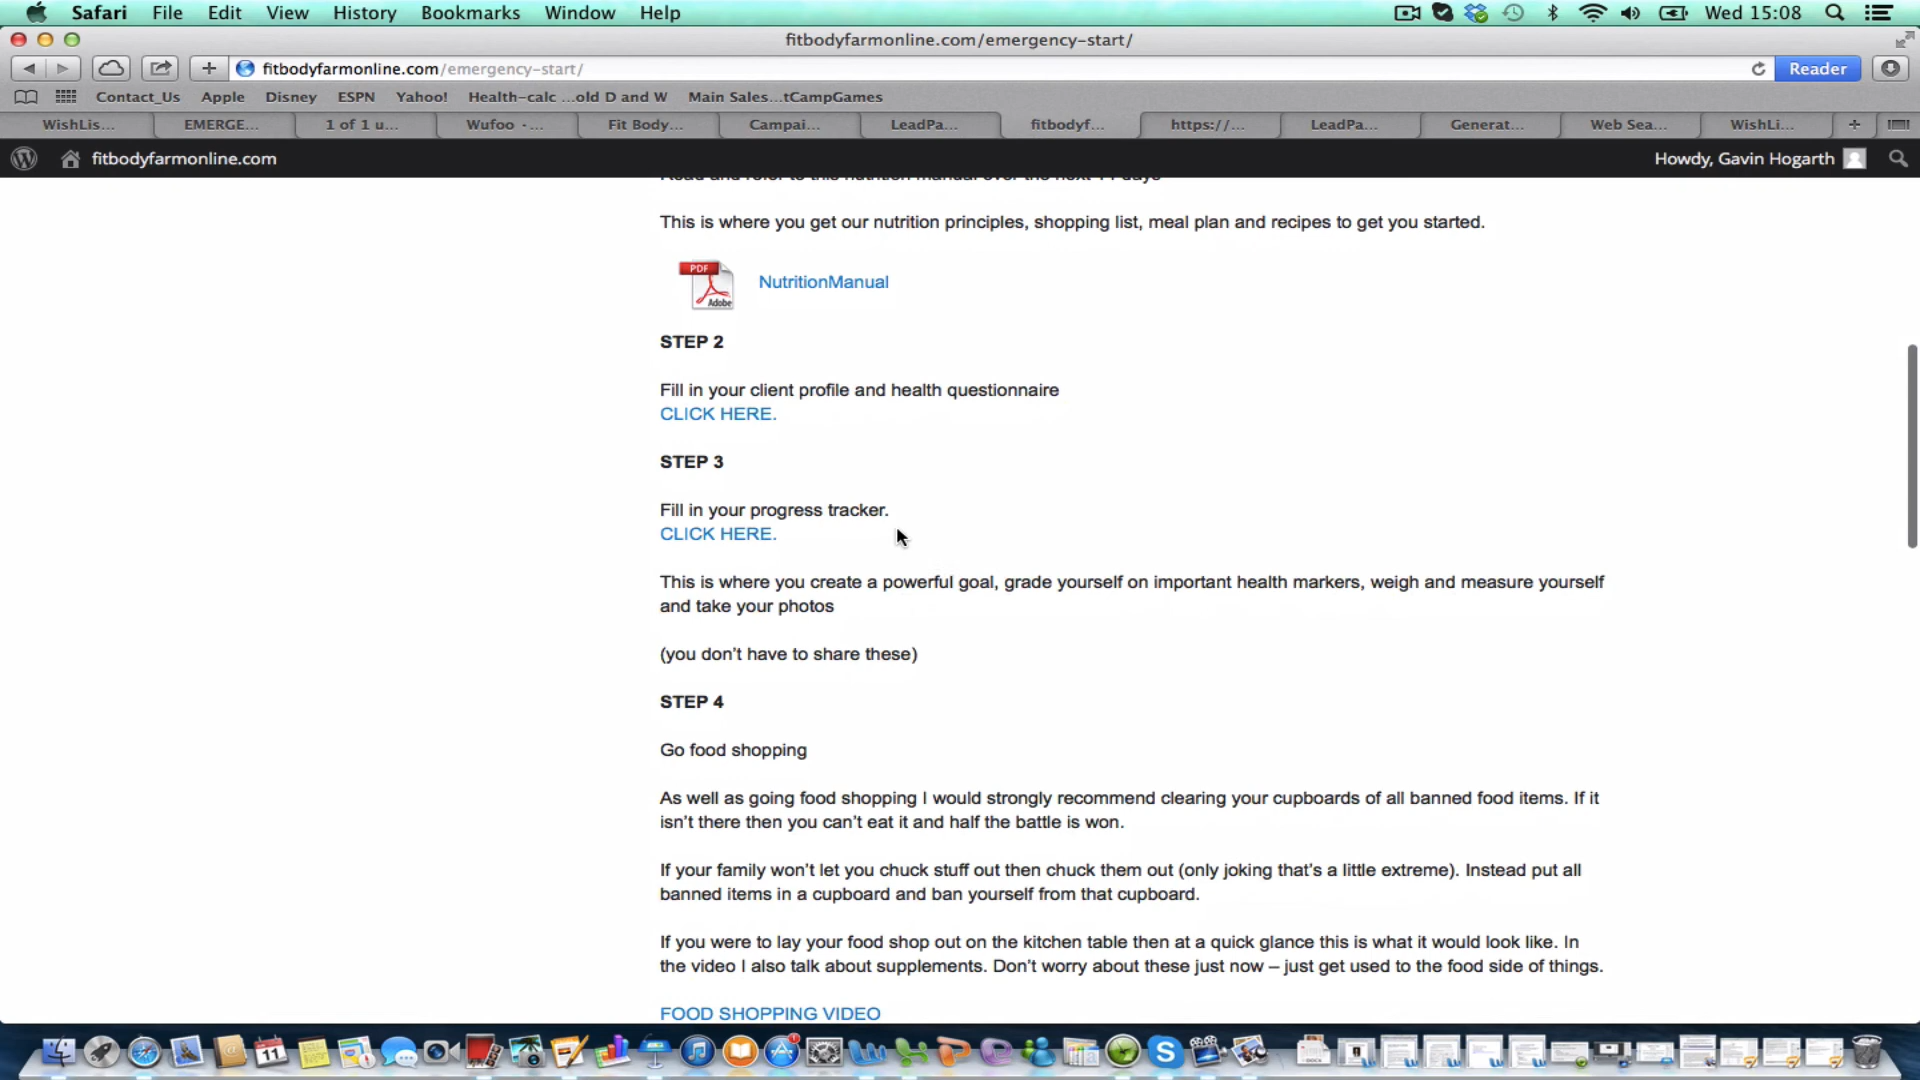 Safari File Edit View History Bookmarks Window Help Wed 15:08
fitbodyfarmonline.com/emergency-start/
fitbodyfarmonline.com/emergency-start/ Reader
Contact_Us Apple Disney ESPN Yahoo! Health-calc ...old D and W Main Sales...tCampGames
WishLis... EMERGE... 1 of 1 u... Wufoo · ... Fit Body... Campai... LeadPa... fitbodyf... https://... LeadPa... Generat... Web Sea... WishLi...
fitbodyfarmonline.com Howdy, Gavin Hogarth
This is where you get our nutrition principles, shopping list, meal plan and recipes to get you started.
PDF
Adobe
NutritionManual
STEP 2
Fill in your client profile and health questionnaire
CLICK HERE.
STEP 3
Fill in your progress tracker.
CLICK HERE.
This is where you create a powerful goal, grade yourself on important health markers, weigh and measure yourself
and take your photos
(you don't have to share these)
STEP 4
Go food shopping
As well as going food shopping I would strongly recommend clearing your cupboards of all banned food items. If it
isn't there then you can't eat it and half the battle is won.
If your family won't let you chuck stuff out then chuck them out (only joking that's a little extreme). Instead put all
banned items in a cupboard and ban yourself from that cupboard.
If you were to lay your food shop out on the kitchen table then at a quick glance this is what it would look like. In
the video I also talk about supplements. Don't worry about these just now – just get used to the food side of things.
FOOD SHOPPING VIDEO
11